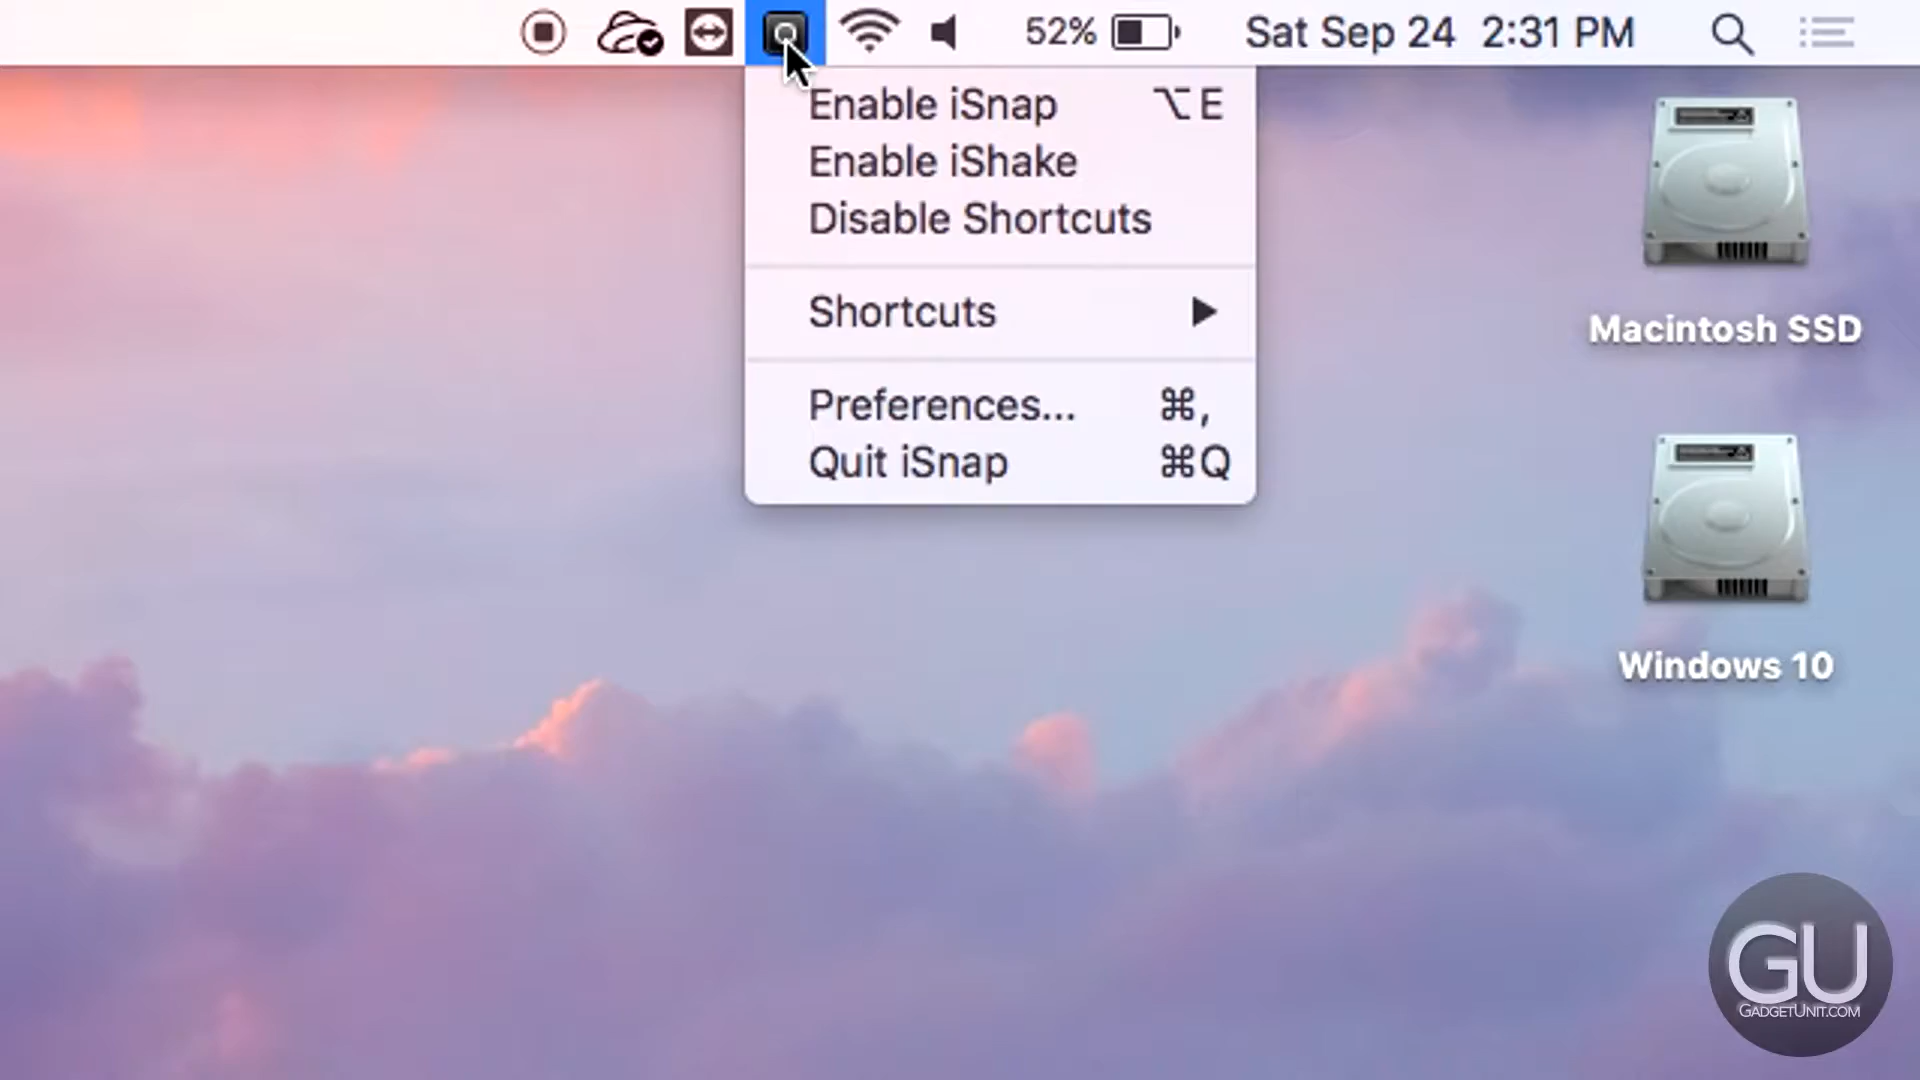 52% Sat Sep 24 2:31 PM
Enable iSnap ⌥E
Enable iShake
Disable Shortcuts
Shortcuts ▶
Preferences... ⌘,
Quit iSnap ⌘Q
Macintosh SSD
Windows 10
GU
GADGETUNIT.COM